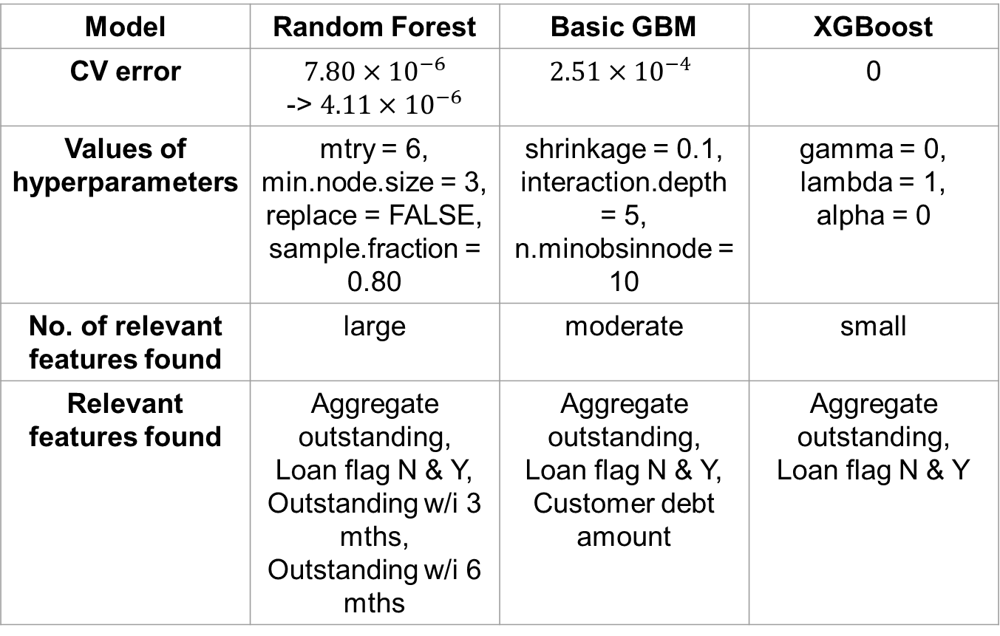 Model
Random Forest
Basic GBM
XGBoost
CV error
7.80 × 10⁻⁶
-> 4.11 × 10⁻⁶
2.51 × 10⁻⁴
0
Values of
hyperparameters
mtry = 6,
min.node.size = 3,
replace = FALSE,
sample.fraction =
0.80
shrinkage = 0.1,
interaction.depth
= 5,
n.minobsinnode =
10
gamma = 0,
lambda = 1,
alpha = 0
No. of relevant
features found
large
moderate
small
Relevant
features found
Aggregate
outstanding,
Loan flag N & Y,
Outstanding w/i 3
mths,
Outstanding w/i 6
mths
Aggregate
outstanding,
Loan flag N & Y,
Customer debt
amount
Aggregate
outstanding,
Loan flag N & Y